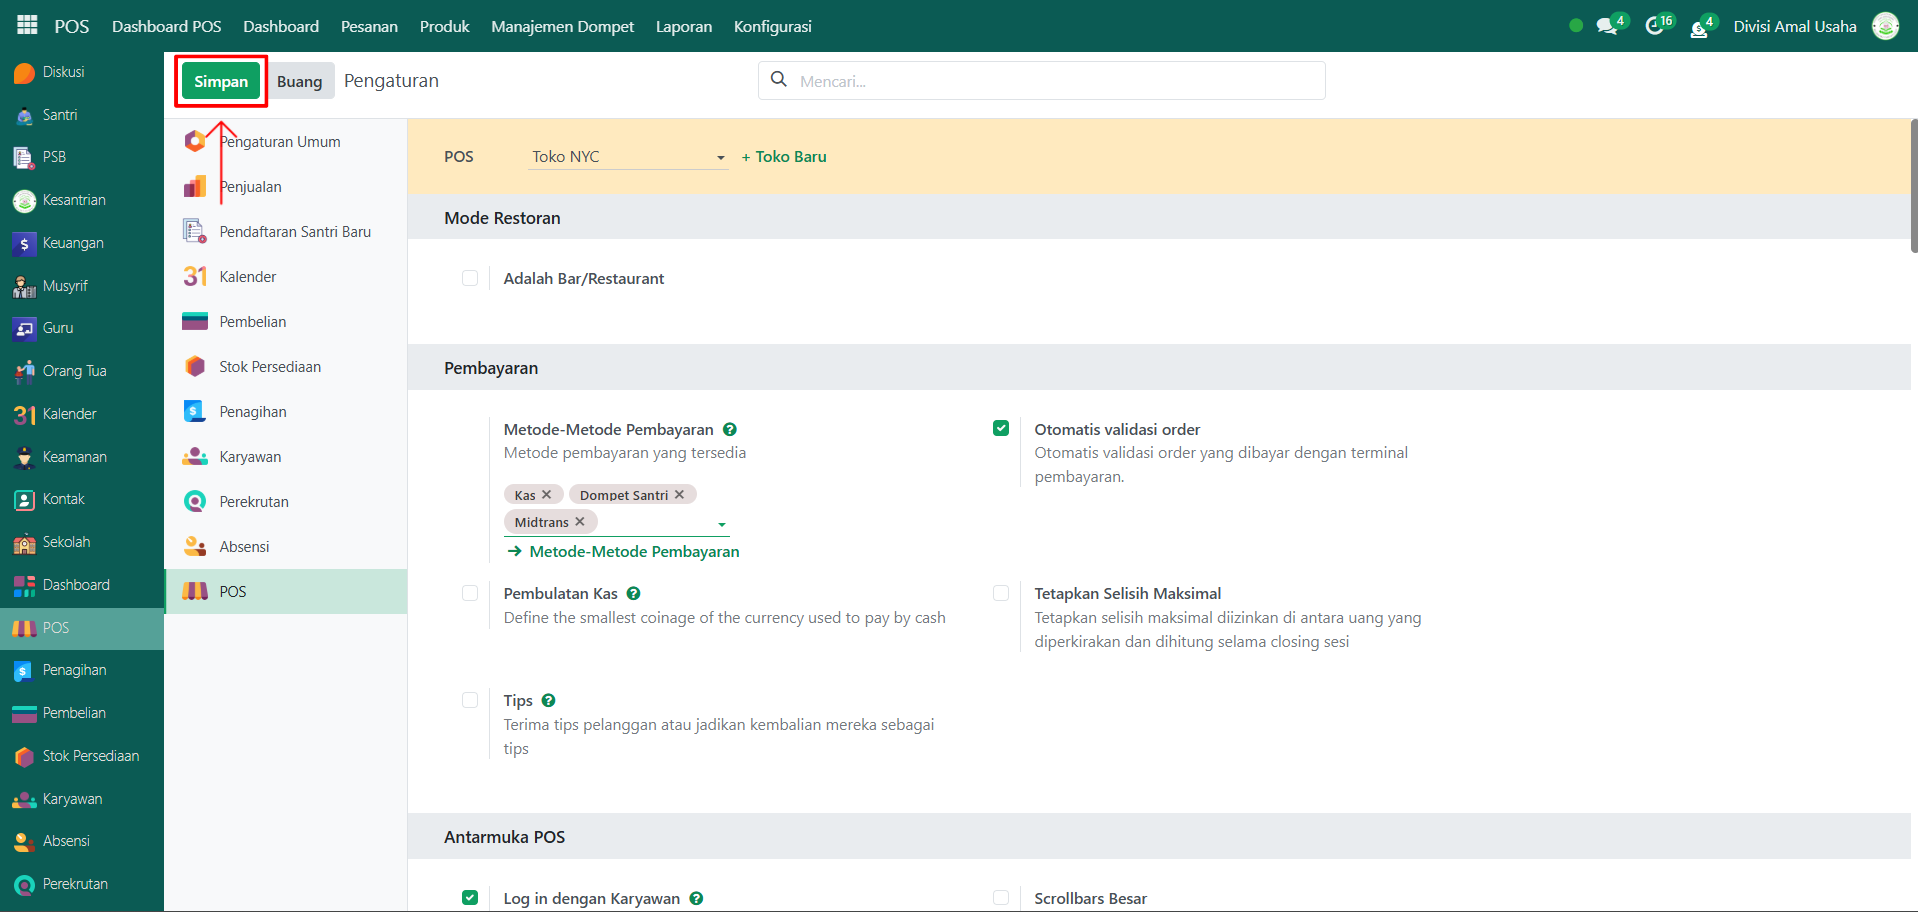 POS Dashboard POS Dashboard Pesanan Produk Manajemen Dompet Laporan Konfigurasi 4 16 4 Divisi Amal Usaha
Simpan Buang Pengaturan Mencari...
Diskusi
Santri
PSB
Kesantrian
Keuangan
Musyrif
Guru
Orang Tua
31 Kalender
Keamanan
Kontak
Sekolah
Dashboard
POS
Penagihan
Pembelian
Stok Persediaan
Karyawan
Absensi
Perekrutan
Pengaturan Umum
Penjualan
Pendaftaran Santri Baru
31 Kalender
Pembelian
Stok Persediaan
Penagihan
Karyawan
Perekrutan
Absensi
POS
POS Toko NYC + Toko Baru
Mode Restoran
Adalah Bar/Restaurant
Pembayaran
Metode-Metode Pembayaran ?
Metode pembayaran yang tersedia
Kas × Dompet Santri ×
Midtrans ×
→ Metode-Metode Pembayaran
Otomatis validasi order
Otomatis validasi order yang dibayar dengan terminal
pembayaran.
Pembulatan Kas ?
Define the smallest coinage of the currency used to pay by cash
Tetapkan Selisih Maksimal
Tetapkan selisih maksimal diizinkan di antara uang yang
diperkirakan dan dihitung selama closing sesi
Tips ?
Terima tips pelanggan atau jadikan kembalian mereka sebagai
tips
Antarmuka POS
Log in dengan Karyawan ?
Scrollbars Besar